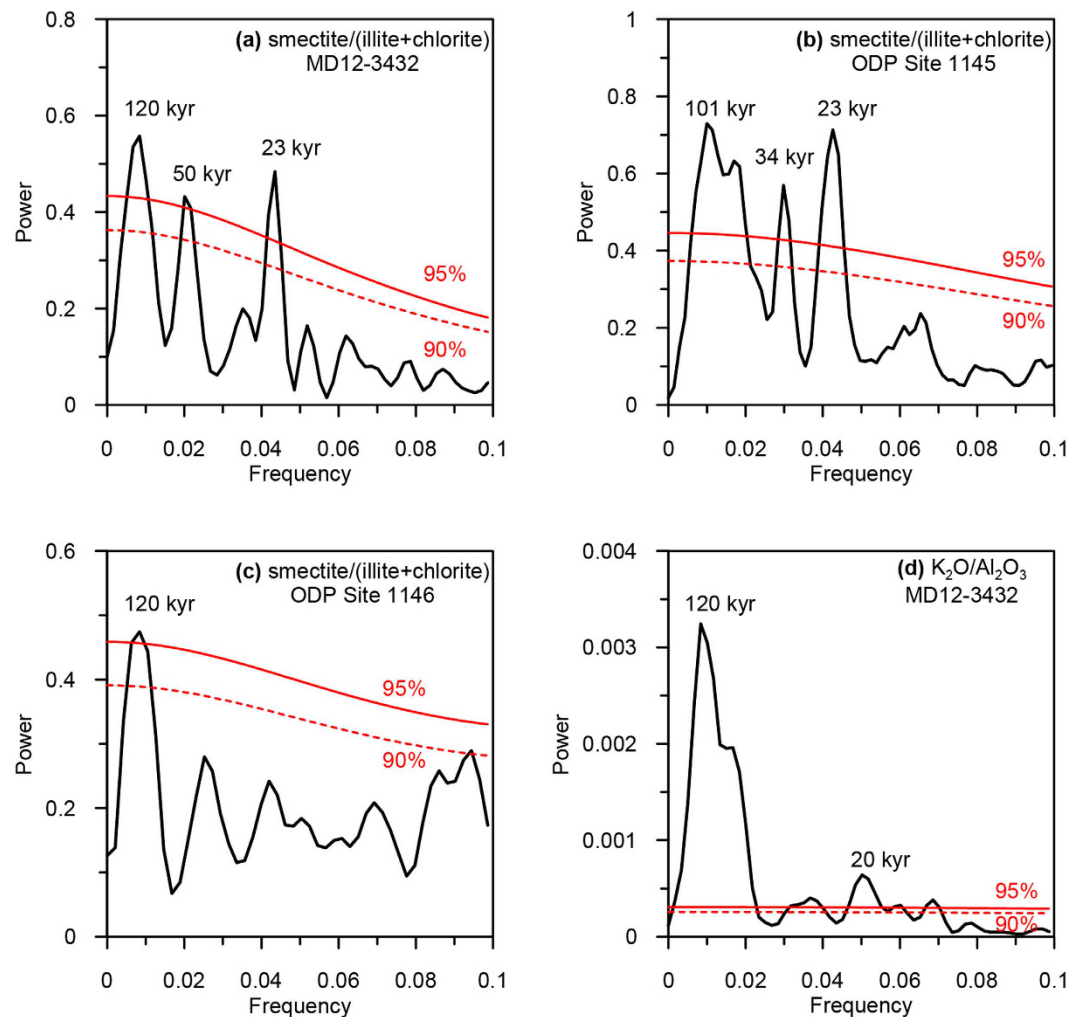 (a) smectite/(illite+chlorite)
MD12-3432
120 kyr
50 kyr
23 kyr
95%
90%
0.8
0.6
0.4
0.2
0
Power
0 0.02 0.04 0.06 0.08 0.1
Frequency
(b) smectite/(illite+chlorite)
ODP Site 1145
101 kyr
34 kyr
23 kyr
95%
90%
1
0.8
0.6
0.4
0.2
0
Power
0 0.02 0.04 0.06 0.08 0.1
Frequency
(c) smectite/(illite+chlorite)
ODP Site 1146
120 kyr
95%
90%
0.6
0.4
0.2
0
Power
0 0.02 0.04 0.06 0.08 0.1
Frequency
(d) K₂O/Al₂O₃
MD12-3432
120 kyr
20 kyr
95%
90%
0.004
0.003
0.002
0.001
0
Power
0 0.02 0.04 0.06 0.08 0.1
Frequency